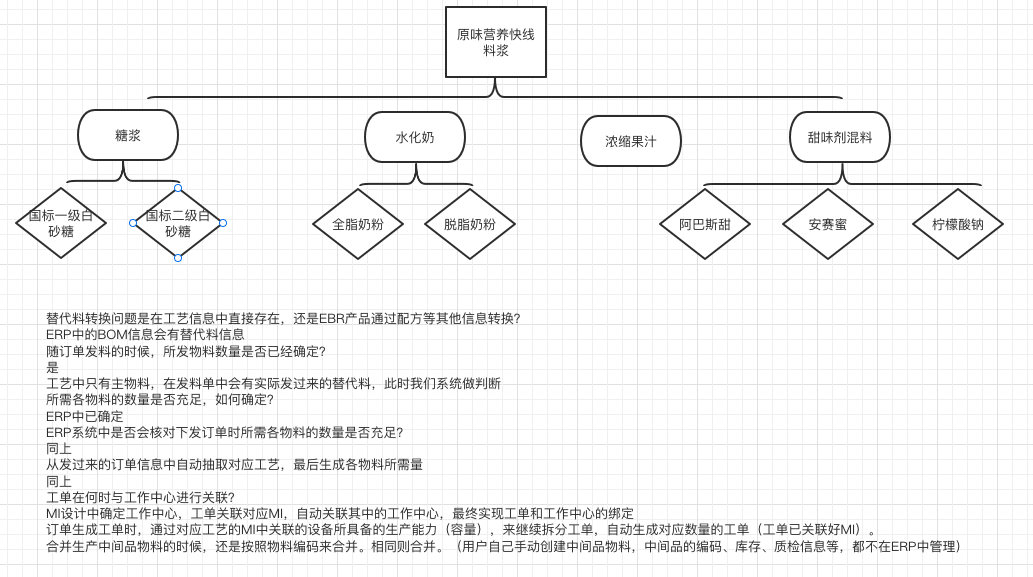 原味营养快线
料浆
糖浆
水化奶
浓缩果汁
甜味剂混料
国标一级白
砂糖
国标二级白
砂糖
全脂奶粉
脱脂奶粉
阿巴斯甜
安赛蜜
柠檬酸钠
替代料转换问题是在工艺信息中直接存在，还是EBR产品通过配方等其他信息转换？
ERP中的BOM信息会有替代料信息
随订单发料的时候，所发物料数量是否已经确定？
是
工艺中只有主物料，在发料单中会有实际发过来的替代料，此时我们系统做判断
所需各物料的数量是否充足，如何确定？
ERP中已确定
ERP系统中是否会核对下发订单时所需各物料的数量是否充足？
同上
从发过来的订单信息中自动抽取对应工艺，最后生成各物料所需量
同上
工单在何时与工作中心进行关联？
MI设计中确定工作中心，工单关联对应MI，自动关联其中的工作中心，最终实现工单和工作中心的绑定
订单生成工单时，通过对应工艺的MI中关联的设备所具备的生产能力（容量），来继续拆分工单，自动生成对应数量的工单（工单已关联好MI）。
合并生产中间品物料的时候，还是按照物料编码来合并。相同则合并。（用户自己手动创建中间品物料，中间品的编码、库存、质检信息等，都不在ERP中管理）